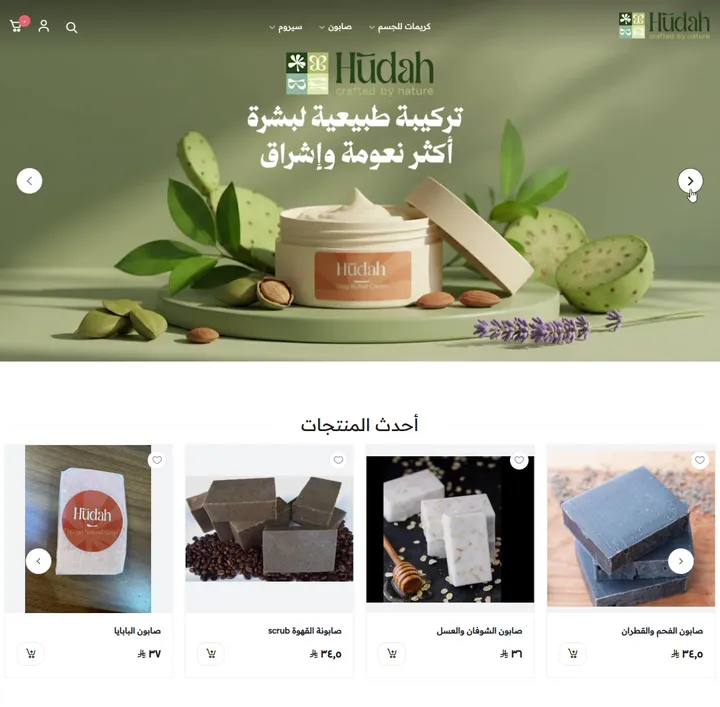 Hūdah
crafted by nature
كريمات للجسم
صابون
سيروم
٠
Hūdah
crafted by nature
تركيبة طبيعية لبشرة
أكثر نعومة وإشراق
Hūdah
أحدث المنتجات
صابون الفحم والقطران
٣٤٫٥
صابون الشوفان والعسل
٣٦
صابونة القهوة scrub
٣٤٫٥
Hūdah
صابون البابايا
٣٧